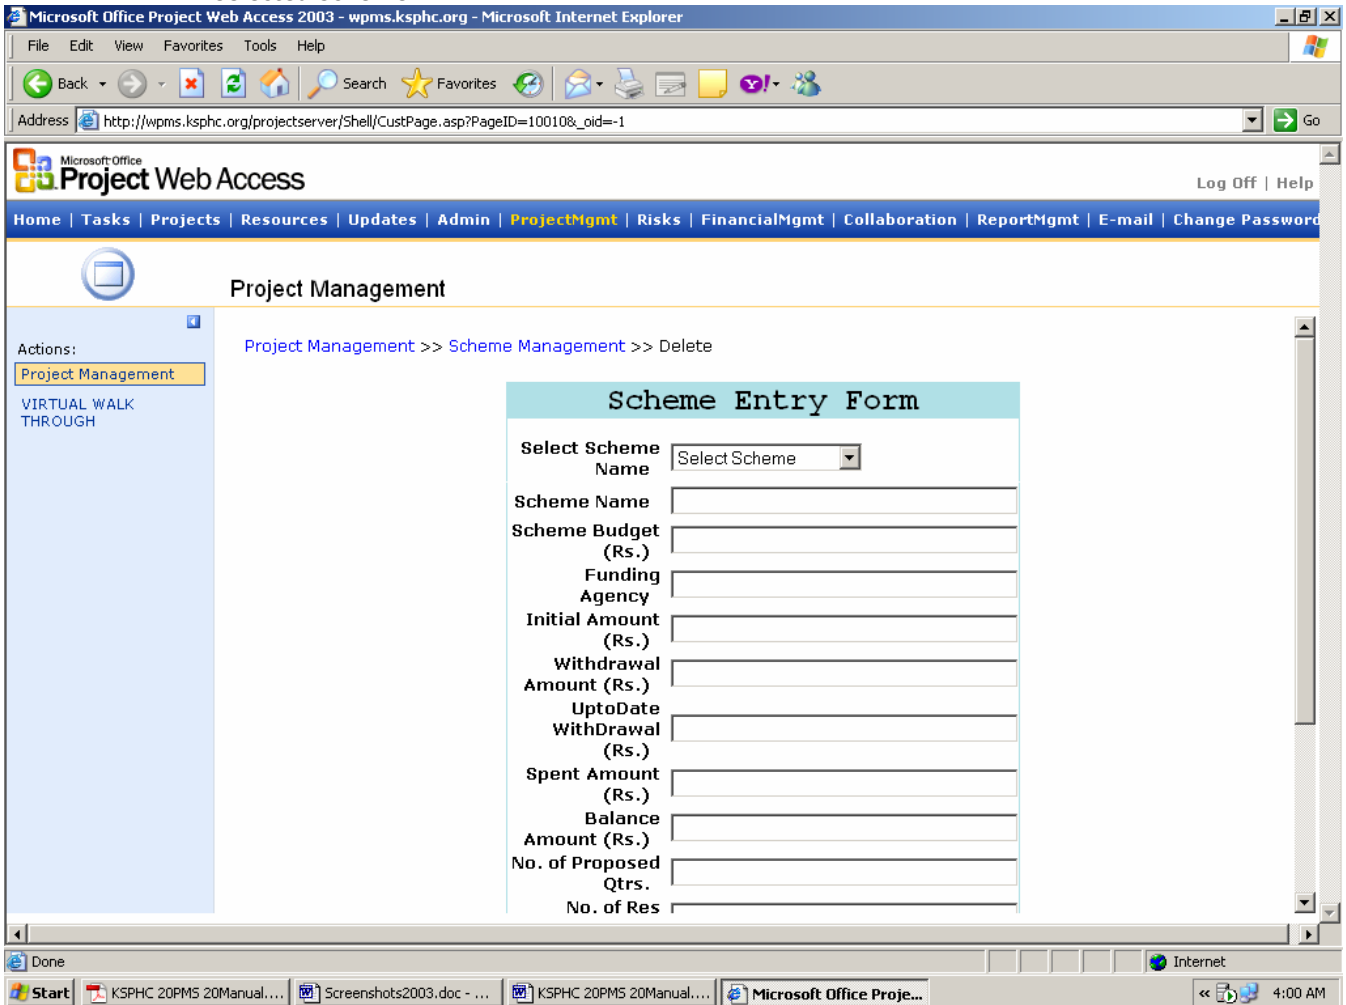 Microsoft Office Project Web Access 2003 - wpms.ksphc.org - Microsoft Internet Explorer
File Edit View Favorites Tools Help
Back Search Favorites
Address http://wpms.ksphc.org/projectserver/Shell/CustPage.asp?PageID=10010&_oid=-1 Go
Microsoft Office
Project Web Access
Log Off | Help
Home | Tasks | Projects | Resources | Updates | Admin | ProjectMgmt | Risks | FinancialMgmt | Collaboration | ReportMgmt | E-mail | Change Password
Project Management
Actions:
Project Management
VIRTUAL WALK
THROUGH
Project Management >> Scheme Management >> Delete
Scheme Entry Form
Select Scheme
Name
Select Scheme
Scheme Name
Scheme Budget
(Rs.)
Funding
Agency
Initial Amount
(Rs.)
Withdrawal
Amount (Rs.)
UptoDate
WithDrawal
(Rs.)
Spent Amount
(Rs.)
Balance
Amount (Rs.)
No. of Proposed
Qtrs.
No. of Res
Done
Internet
Start KSPHC 20PMS 20Manual.... Screenshots2003.doc - ... KSPHC 20PMS 20Manual.... Microsoft Office Proje... « 4:00 AM